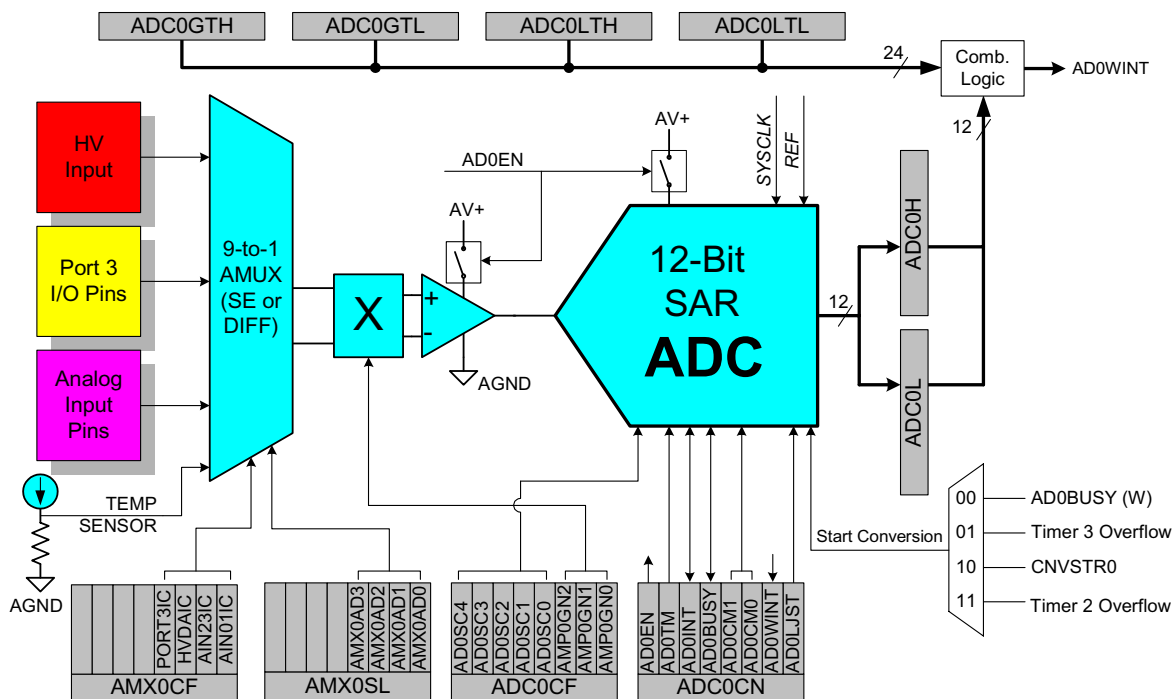 ADC0GTH
ADC0GTL
ADC0LTH
ADC0LTL
24
Comb.
Logic
AD0WINT
12
HV
Input
Port 3
I/O Pins
Analog
Input
Pins
9-to-1
AMUX
(SE or
DIFF)
AD0EN
AV+
AV+
SYSCLK
REF
X
+
-
AGND
12-Bit
SAR
ADC
12
ADC0H
ADC0L
TEMP
SENSOR
AGND
Start Conversion
00
AD0BUSY (W)
01
Timer 3 Overflow
10
CNVSTR0
11
Timer 2 Overflow
PORT3IC
HVDAIC
AIN23IC
AIN01IC
AMX0CF
AMX0AD3
AMX0AD2
AMX0AD1
AMX0AD0
AMX0SL
AD0SC4
AD0SC3
AD0SC2
AD0SC1
AD0SC0
AMP0GN2
AMP0GN1
AMP0GN0
ADC0CF
AD0EN
AD0TM
AD0INT
AD0BUSY
AD0CM1
AD0CM0
AD0WINT
AD0LJST
ADC0CN